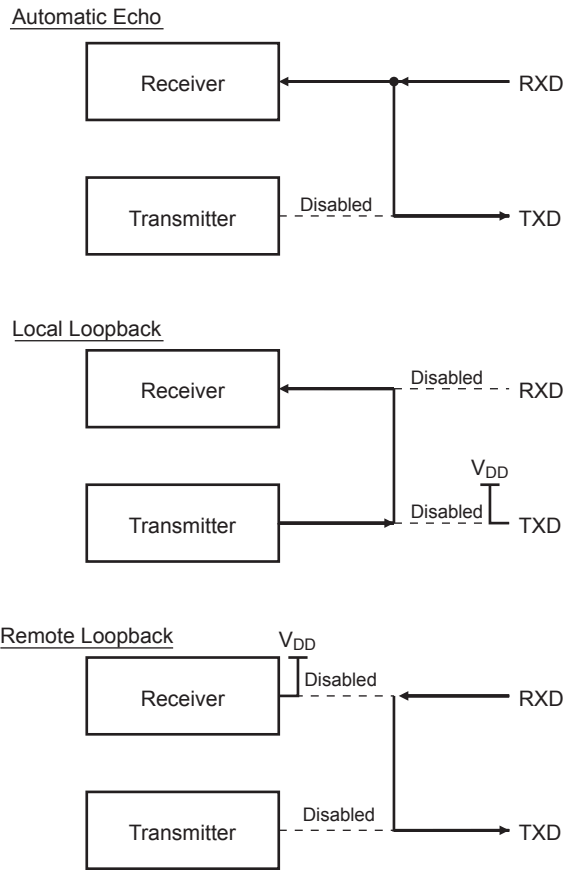 Automatic Echo
Receiver
RXD
Transmitter
Disabled
TXD
Local Loopback
Receiver
Disabled
RXD
VDD
Transmitter
Disabled
TXD
Remote Loopback
VDD
Receiver
Disabled
RXD
Transmitter
Disabled
TXD